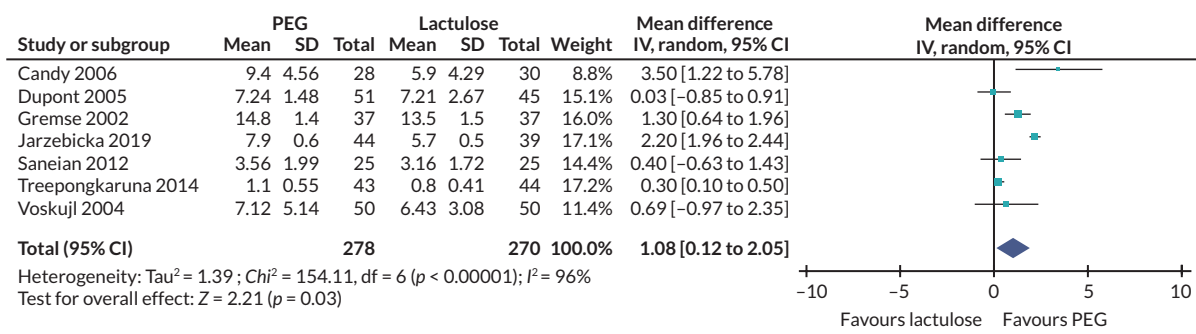 PEG Lactulose Mean difference Mean difference
Study or subgroup Mean SD Total Mean SD Total Weight IV, random, 95% CI IV, random, 95% CI
Candy 2006 9.4 4.56 28 5.9 4.29 30 8.8% 3.50 [1.22 to 5.78]
Dupont 2005 7.24 1.48 51 7.21 2.67 45 15.1% 0.03 [−0.85 to 0.91]
Gremse 2002 14.8 1.4 37 13.5 1.5 37 16.0% 1.30 [0.64 to 1.96]
Jarzebicka 2019 7.9 0.6 44 5.7 0.5 39 17.1% 2.20 [1.96 to 2.44]
Saneian 2012 3.56 1.99 25 3.16 1.72 25 14.4% 0.40 [−0.63 to 1.43]
Treepongkaruna 2014 1.1 0.55 43 0.8 0.41 44 17.2% 0.30 [0.10 to 0.50]
Voskujl 2004 7.12 5.14 50 6.43 3.08 50 11.4% 0.69 [−0.97 to 2.35]
Total (95% CI) 278 270 100.0% 1.08 [0.12 to 2.05]
Heterogeneity: Tau² = 1.39 ; Chi² = 154.11, df = 6 (p < 0.00001); I² = 96%
Test for overall effect: Z = 2.21 (p = 0.03)
−10 −5 0 5 10
Favours lactulose Favours PEG